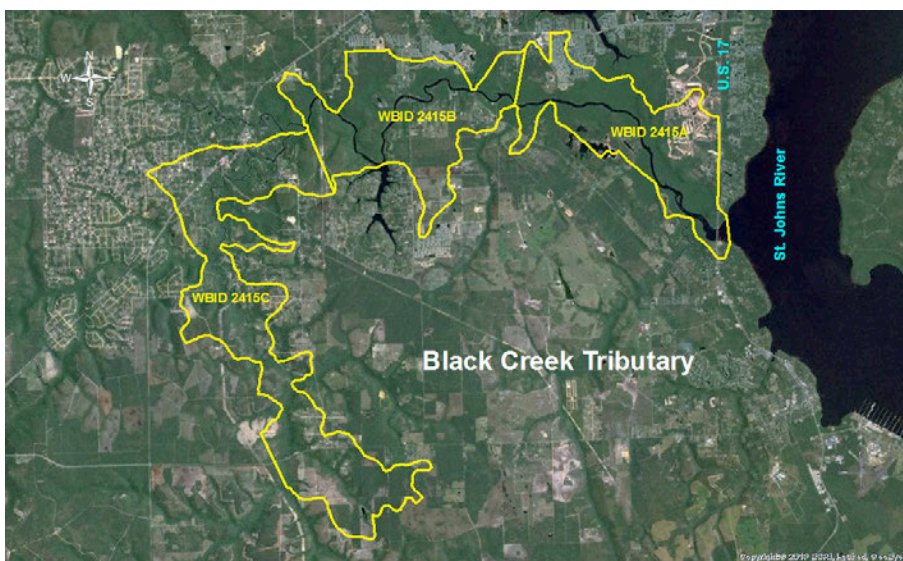 N
W E
S
U.S. 17
WBID 2415B
WBID 2415A
St. Johns River
WBID 2415C
Black Creek Tributary